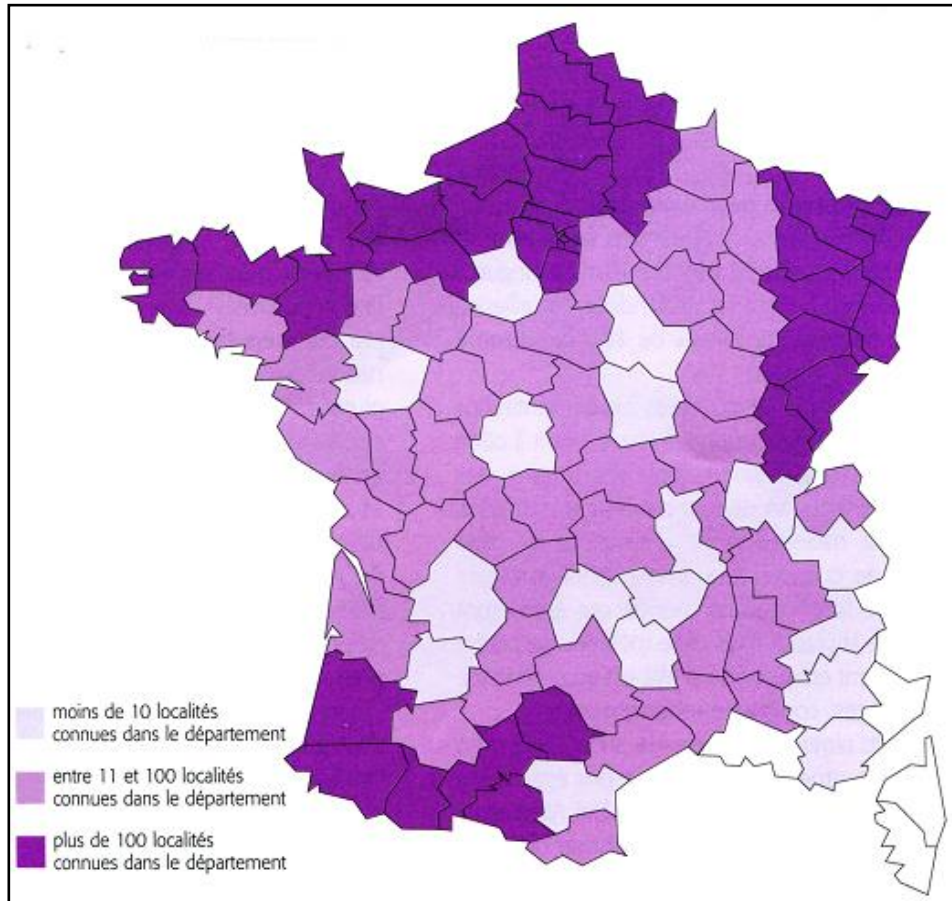 moins de 10 localités
connues dans le département
entre 11 et 100 localités
connues dans le département
plus de 100 localités
connues dans le département